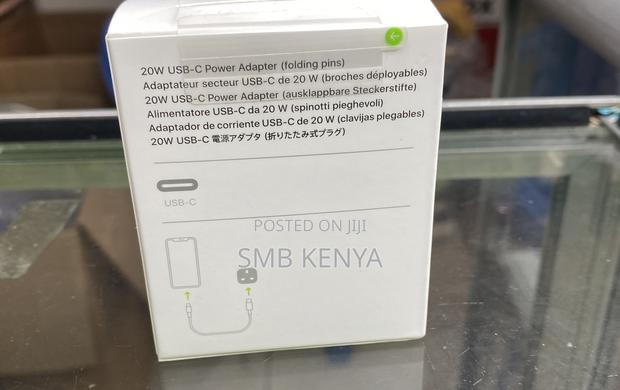 20W USB-C Power Adapter (folding pins)
Adaptateur secteur USB-C de 20 W (broches déployables)
20W USB-C Power Adapter (ausklappbare Steckerstifte)
Alimentatore USB-C da 20 W (spinotti pieghevoli)
Adaptador de corriente USB-C de 20 W (clavijas plegables)
20W USB-C 電源アダプタ (折りたたみ式プラグ)
USB-C
POSTED ON JIJI
SMB KENYA